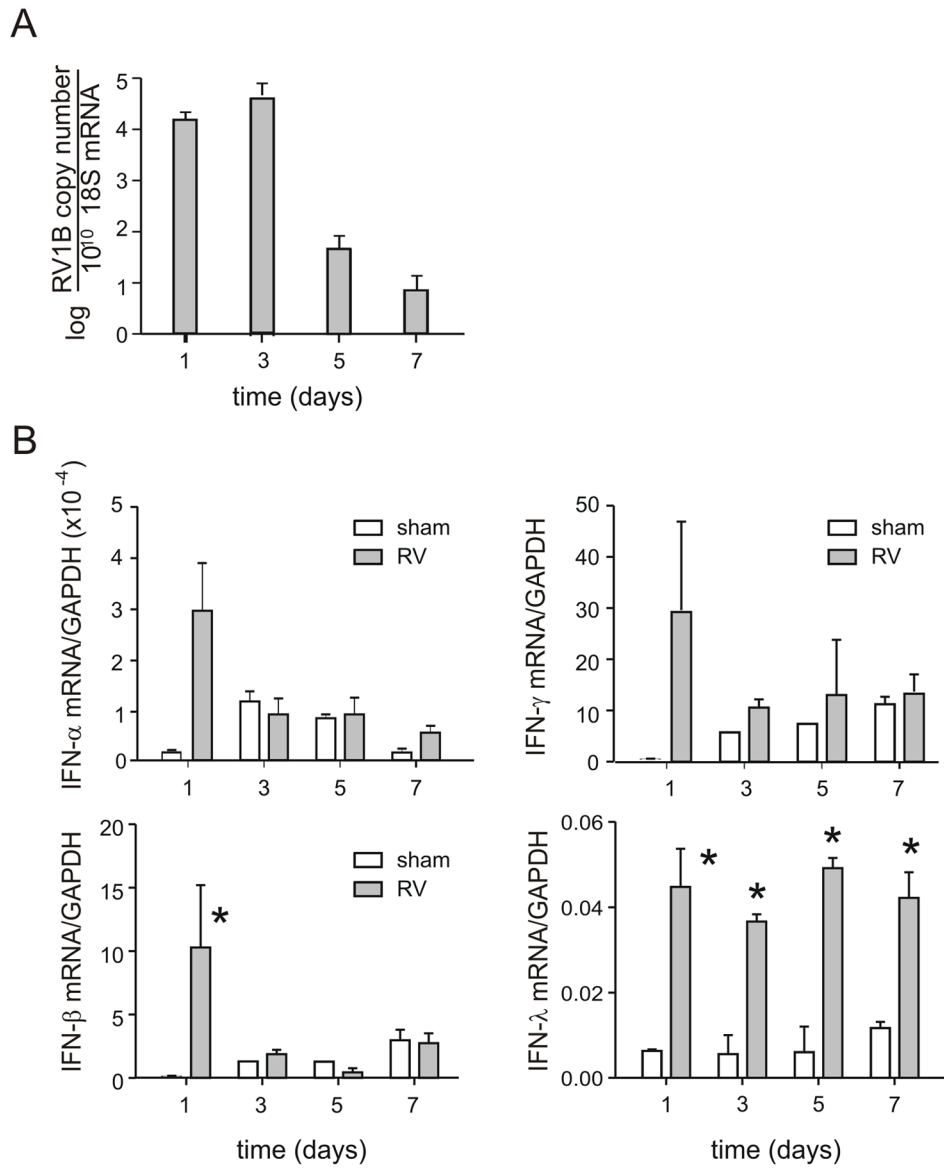 A
log RV1B copy number
10¹⁰ 18S mRNA
5
4
3
2
1
0
1 3 5 7
time (days)
B
IFN-α mRNA/GAPDH (x10⁻⁴)
5
4
3
2
1
0
sham
RV
1 3 5 7
IFN-γ mRNA/GAPDH
50
40
30
20
10
0
sham
RV
1 3 5 7
IFN-β mRNA/GAPDH
20
15
10
5
0
sham
RV
*
1 3 5 7
time (days)
IFN-λ mRNA/GAPDH
0.06
0.04
0.02
0.00
* * * *
1 3 5 7
time (days)